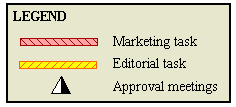 LEGEND
Marketing task
Editorial task
Approval meetings